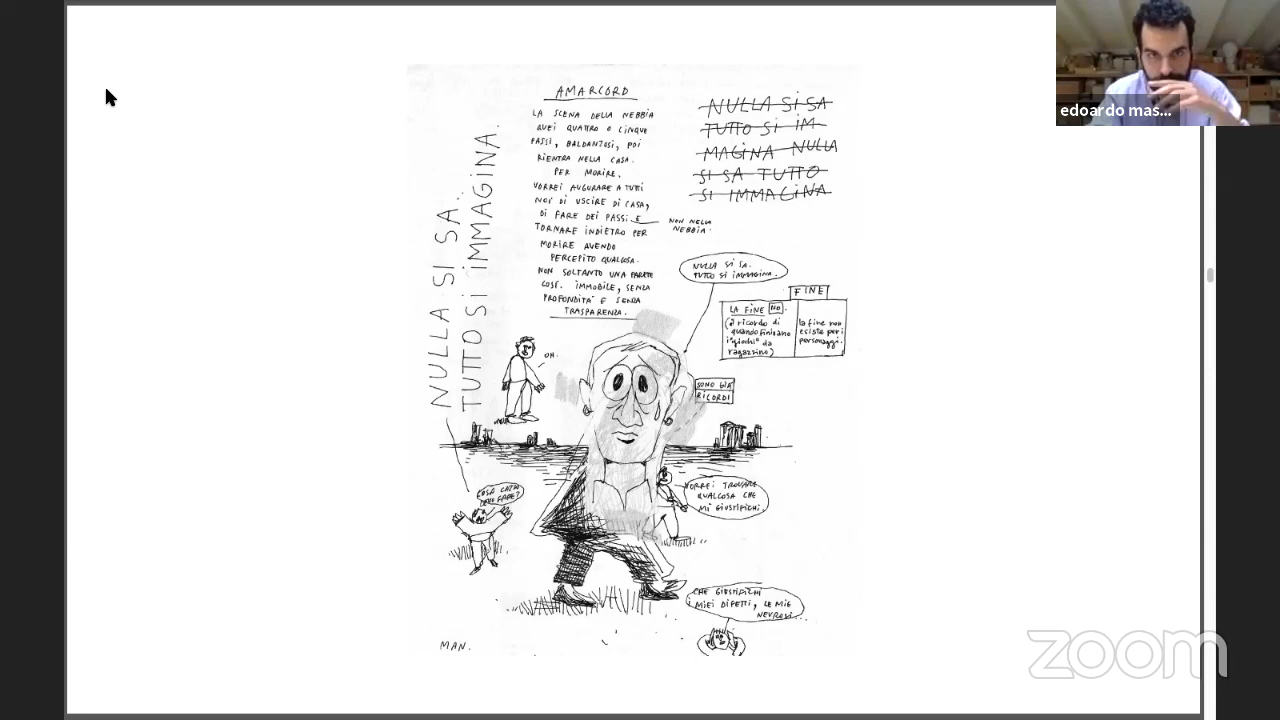 edoardo mas...
AMARCORD
LA SCENA DELLA NEBBIA
QUEI QUATTRO O CINQUE
PASSI, BALDANZOSI, POI
RIENTRA NELLA CASA.
PER MORIRE.
VORREI AUGURARE A TUTTI
NOI DI USCIRE DI CASA,
DI FARE DEI PASSI E
TORNARE INDIETRO PER
MORIRE AVENDO
PERCEPITO QUALCOSA.
NON SOLTANTO UNA PARETE
COSÌ. IMMOBILE, SENZA
PROFONDITÀ E SENZA
TRASPARENZA.
NON NELLA
NEBBIA.
NULLA SI SA
TUTTO SI IM
MAGINA NULLA
SI SA TUTTO
SI IMMAGINA
NULLA SI SA.
TUTTO SI IMMAGINA.
NULLA SI SA.
TUTTO SI IMMAGINA.
FINE
LA FINE NO.
(è ricordo di
quando finivano
i "giochi" da
ragazzino)
la fine non
esiste per i
personaggi.
OH.
SONO GIÀ
RICORDI
COSA
FARE?
VORREI TROVARE
QUALCOSA CHE
MI GIUSTIFICHI.
CHE GIUSTIFICHI
I MIEI DIFETTI, LE MIE
NEVROSI...
MAN.
zoom